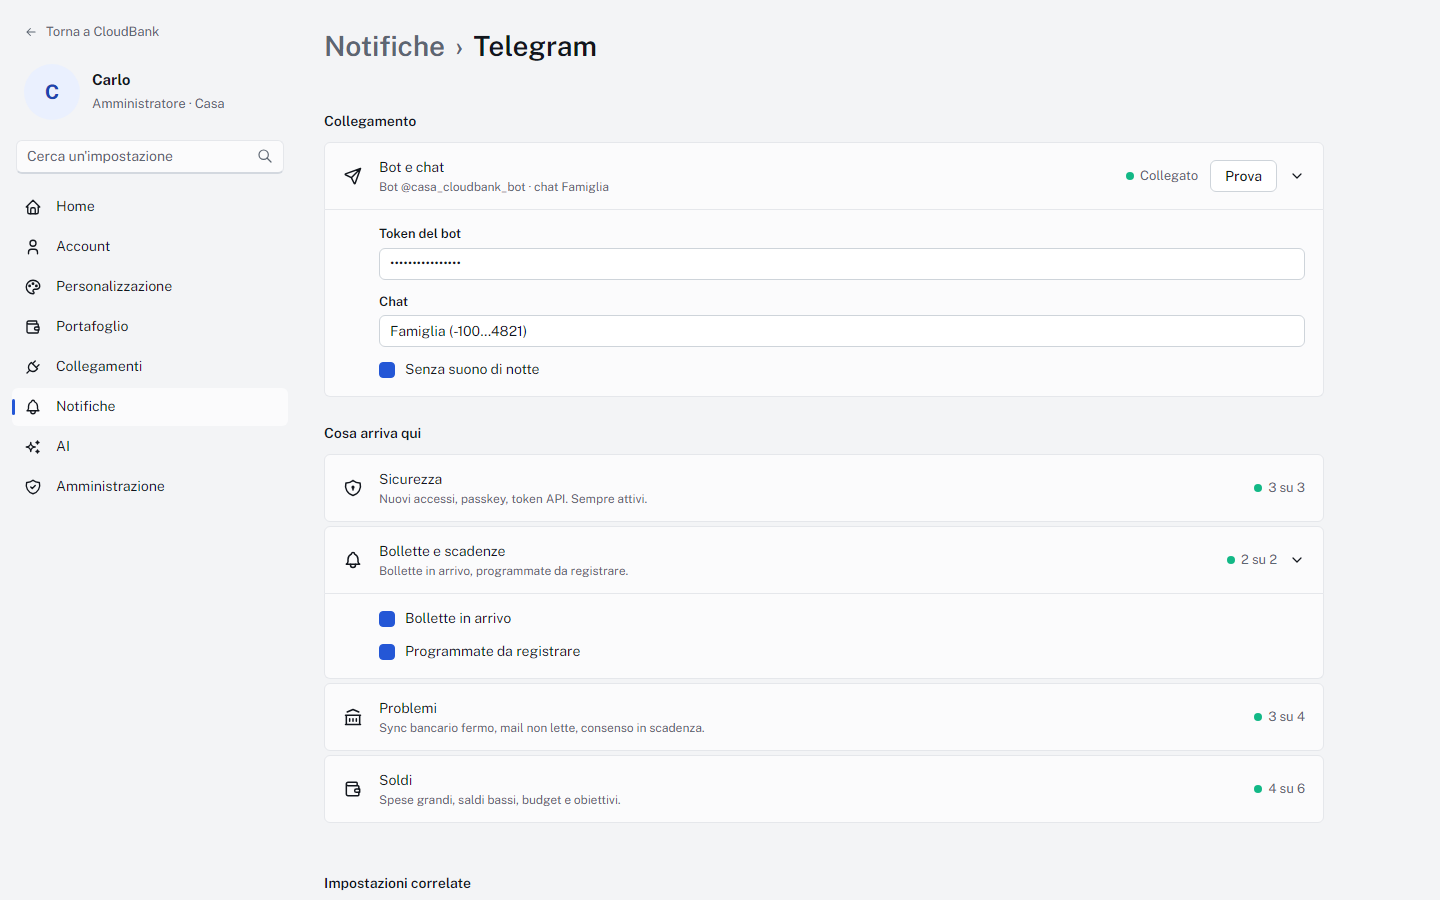 Torna a CloudBank
C
Carlo
Amministratore · Casa
Cerca un'impostazione
Home
Account
Personalizzazione
Portafoglio
Collegamenti
Notifiche
AI
Amministrazione
Notifiche › Telegram
Collegamento
Bot e chat
Bot @casa_cloudbank_bot · chat Famiglia
Collegato
Prova
Token del bot
••••••••••••••••
Chat
Famiglia (-100…4821)
Senza suono di notte
Cosa arriva qui
Sicurezza
Nuovi accessi, passkey, token API. Sempre attivi.
3 su 3
Bollette e scadenze
Bollette in arrivo, programmate da registrare.
2 su 2
Bollette in arrivo
Programmate da registrare
Problemi
Sync bancario fermo, mail non lette, consenso in scadenza.
3 su 4
Soldi
Spese grandi, saldi bassi, budget e obiettivi.
4 su 6
Impostazioni correlate